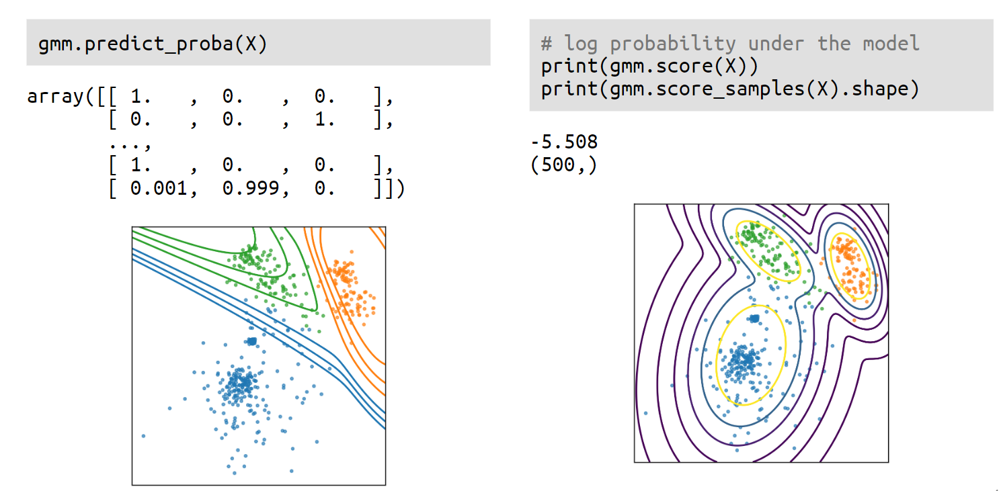 gmm.predict_proba(X)
array([[ 1.   ,  0.   ,  0.   ],
       [ 0.   ,  0.   ,  1.   ],
       ...,
       [ 1.   ,  0.   ,  0.   ],
       [ 0.001,  0.999,  0.   ]])
# log probability under the model
print(gmm.score(X))
print(gmm.score_samples(X).shape)
-5.508
(500,)